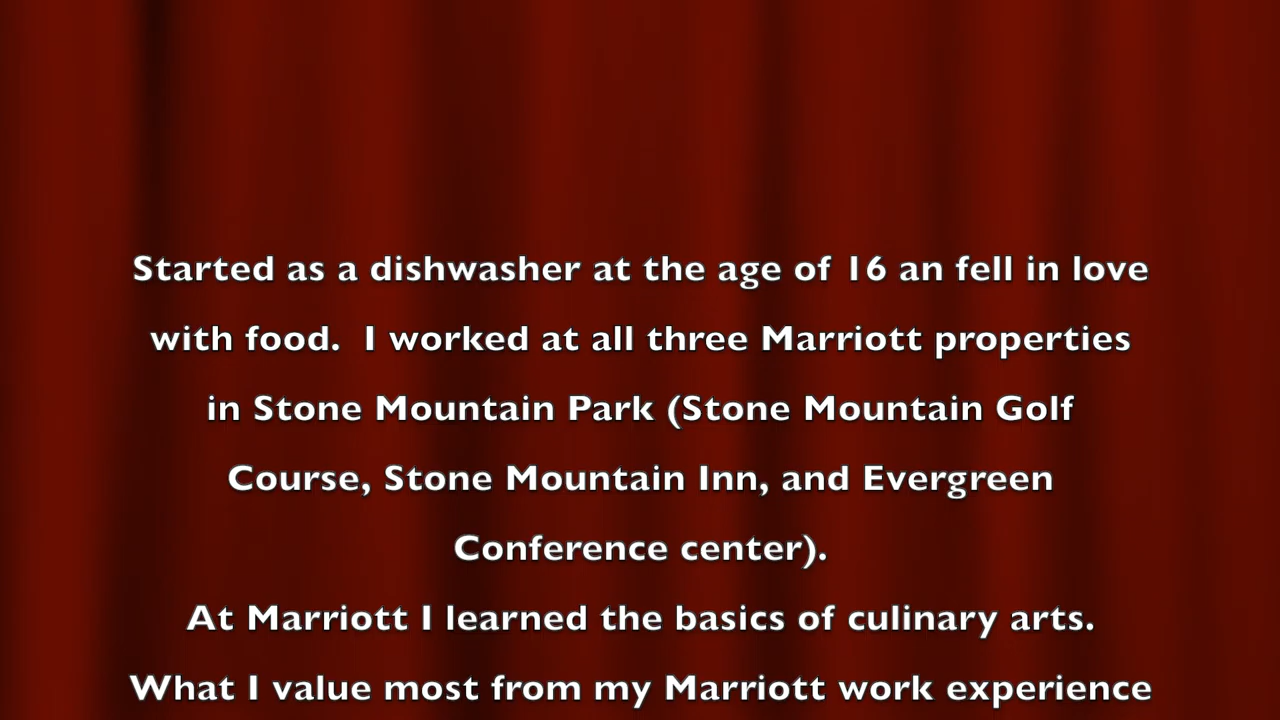 Started as a dishwasher at the age of 16 an fell in love
with food.  I worked at all three Marriott properties
in Stone Mountain Park (Stone Mountain Golf
Course, Stone Mountain Inn, and Evergreen
Conference center).
At Marriott I learned the basics of culinary arts.
What I value most from my Marriott work experience